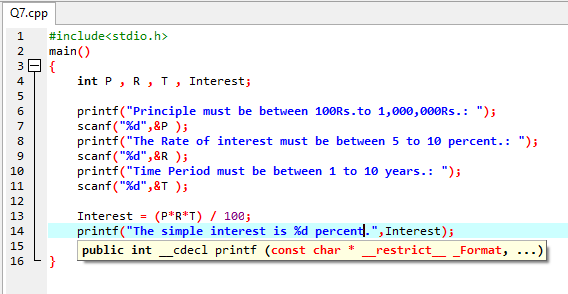 Q7.cpp
1 #include<stdio.h>
2 main()
3 {
4 int P , R , T , Interest;
5
6 printf("Principle must be between 100Rs.to 1,000,000Rs.: ");
7 scanf("%d",&P );
8 printf("The Rate of interest must be between 5 to 10 percent.: ");
9 scanf("%d",&R );
10 printf("Time Period must be between 1 to 10 years.: ");
11 scanf("%d",&T );
12
13 Interest = (P*R*T) / 100;
14 printf("The simple interest is %d percent.",Interest);
15 public int __cdecl printf (const char * __restrict__ _Format, ...)
16 }